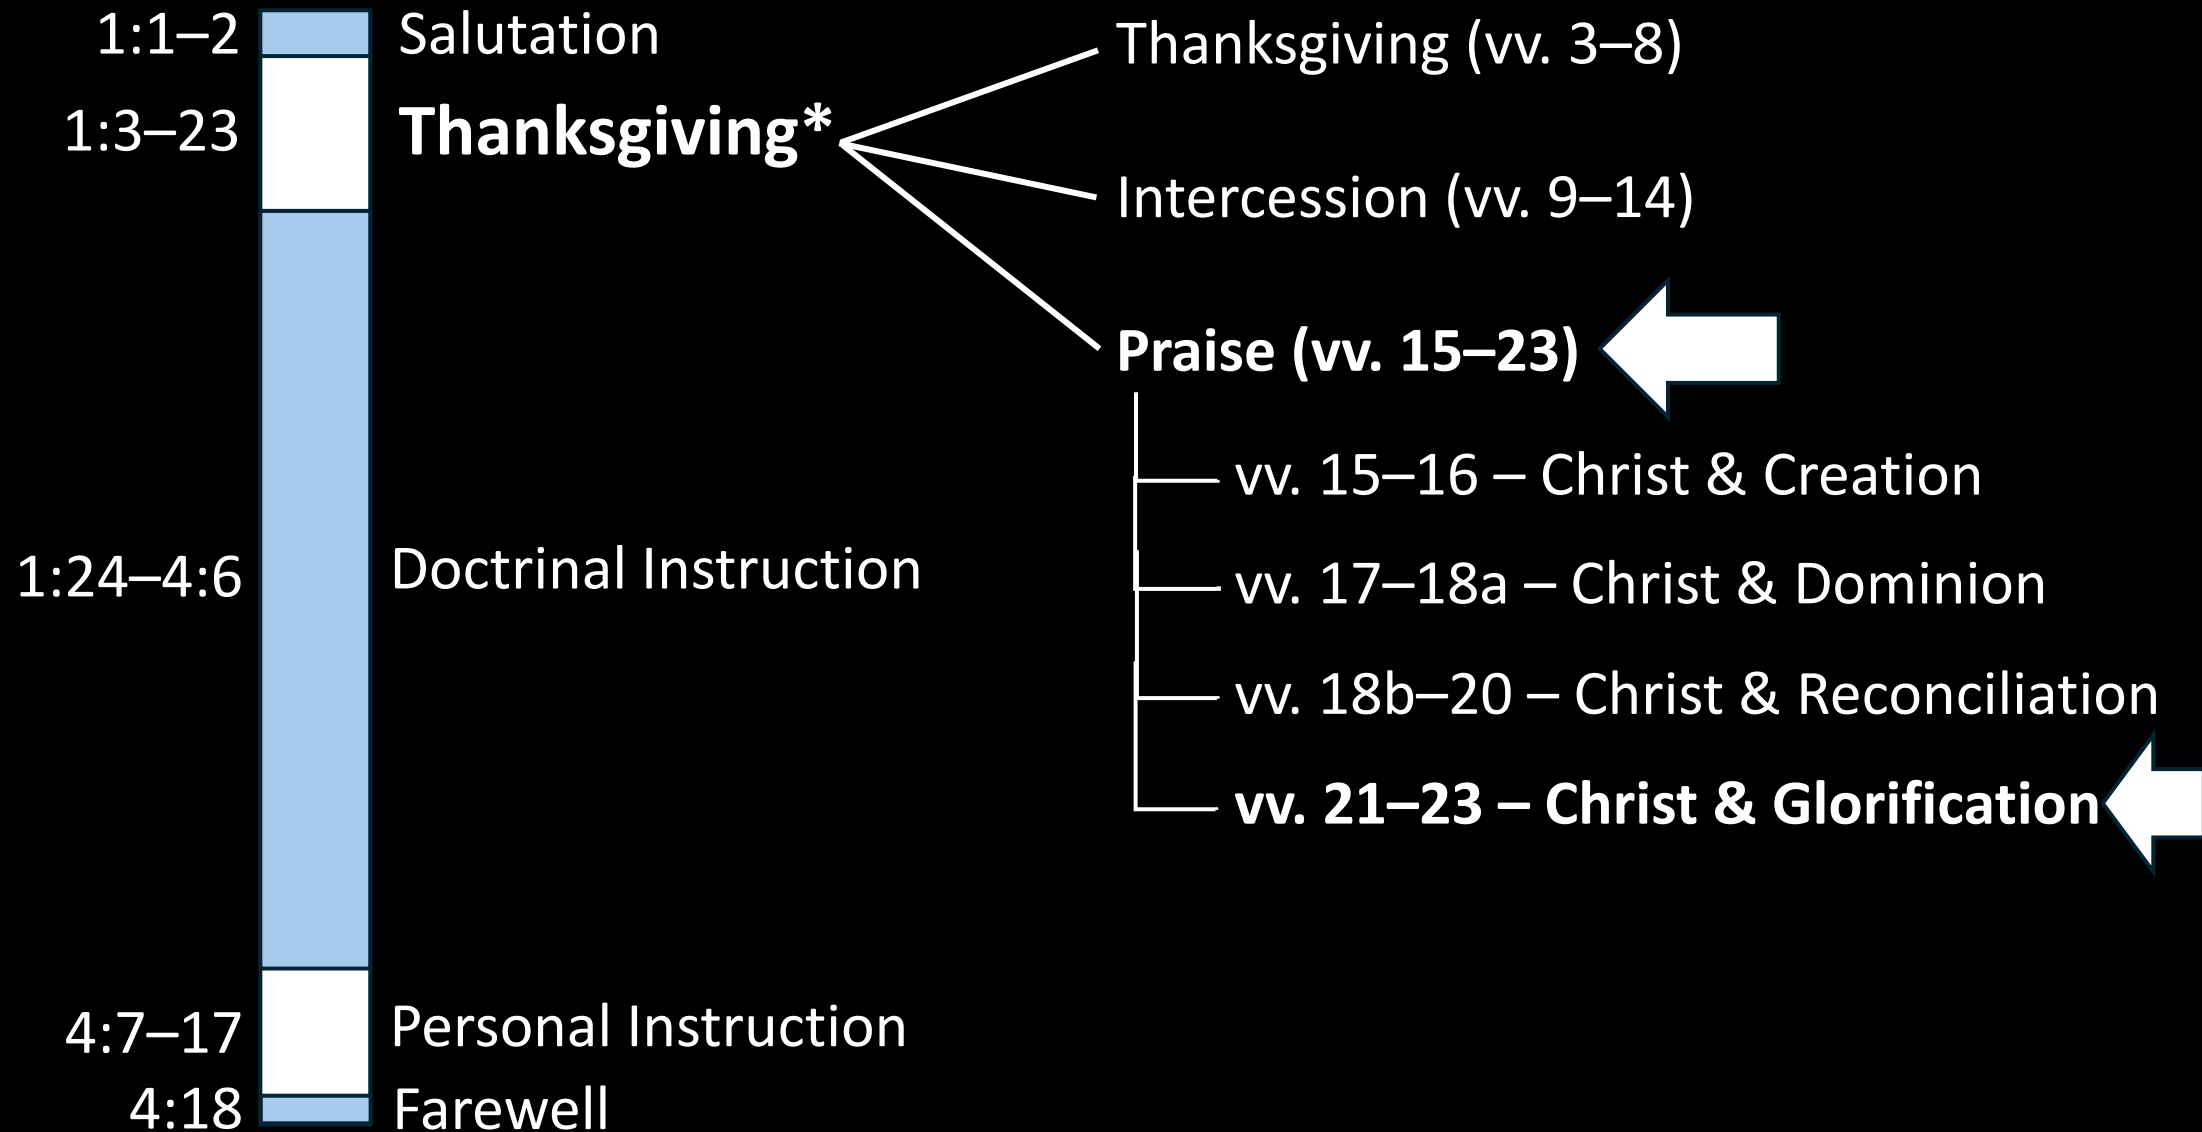 1:1–2 Salutation
1:3–23 Thanksgiving*
1:24–4:6 Doctrinal Instruction
4:7–17 Personal Instruction
4:18 Farewell
Thanksgiving (vv. 3–8)
Intercession (vv. 9–14)
Praise (vv. 15–23)
vv. 15–16 – Christ & Creation
vv. 17–18a – Christ & Dominion
vv. 18b–20 – Christ & Reconciliation
vv. 21–23 – Christ & Glorification